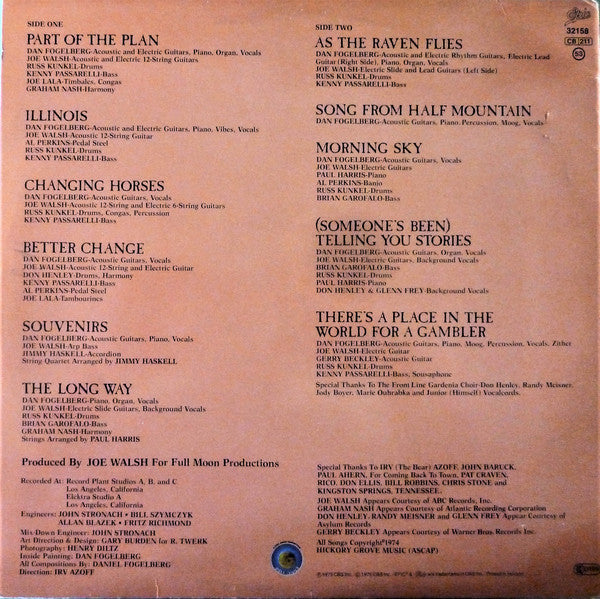 SIDE ONE
PART OF THE PLAN
DAN FOGELBERG-Acoustic and Electric Guitars, Piano, Organ, Vocals
JOE WALSH-Acoustic and Electric 12-String Guitars
RUSS KUNKEL-Drums
KENNY PASSARELLI-Bass
JOE LALA-Timbales, Congas
GRAHAM NASH-Harmony
ILLINOIS
DAN FOGELBERG-Acoustic and Electric Guitars, Piano, Vibes, Vocals
JOE WALSH-Acoustic 12-String Guitar
AL PERKINS-Pedal Steel
RUSS KUNKEL-Drums
KENNY PASSARELLI-Bass
CHANGING HORSES
DAN FOGELBERG-Acoustic Guitars, Vocals
JOE WALSH-Acoustic 12-String and Electric 6-String Guitars
RUSS KUNKEL-Drums, Congas, Percussion
KENNY PASSARELLI-Bass
BETTER CHANGE
DAN FOGELBERG-Acoustic Guitars, Vocals
JOE WALSH-Acoustic 12-String and Electric Guitar
DON HENLEY-Drums, Harmony
KENNY PASSARELLI-Bass
AL PERKINS-Pedal Steel
JOE LALA-Tambourines
SOUVENIRS
DAN FOGELBERG-Acoustic Guitars, Piano, Vocals
JOE WALSH-Arp Bass
JIMMY HASKELL-Accordion
String Quartet Arranged by JIMMY HASKELL
THE LONG WAY
DAN FOGELBERG-Piano, Organ, Vocals
JOE WALSH-Electric Slide Guitars, Background Vocals
RUSS KUNKEL-Drums
BRIAN GAROFALO-Bass
GRAHAM NASH-Harmony
Strings Arranged by PAUL HARRIS
Produced By JOE WALSH For Full Moon Productions
Recorded At: Record Plant Studios A, B, and C
Los Angeles, California
Elektra Studio A
Los Angeles, California
Engineers: JOHN STRONACH • BILL SZYMCZYK
ALLAN BLAZEK • FRITZ RICHMOND
Mix-Down Engineer: JOHN STRONACH
Art Direction & Design: GARY BURDEN for R. TWERK
Photography: HENRY DILTZ
Inside Painting: DAN FOGELBERG
All Compositions By: DANIEL FOGELBERG
Direction: IRV AZOFF
SIDE TWO
AS THE RAVEN FLIES
DAN FOGELBERG-Acoustic and Electric Rhythm Guitars, Electric Lead
Guitar (Right Side), Piano, Organ, Vocals
JOE WALSH-Electric Slide and Lead Guitars (Left Side)
RUSS KUNKEL-Drums
KENNY PASSARELLI-Bass
SONG FROM HALF MOUNTAIN
DAN FOGELBERG-Acoustic Guitars, Piano, Percussion, Moog, Vocals
MORNING SKY
DAN FOGELBERG-Acoustic Guitars, Vocals
JOE WALSH-Electric Guitars
PAUL HARRIS-Piano
AL PERKINS-Banjo
RUSS KUNKEL-Drums
BRIAN GAROFALO-Bass
(SOMEONE'S BEEN)
TELLING YOU STORIES
DAN FOGELBERG-Acoustic Guitars, Organ, Vocals
JOE WALSH-Electric Guitars, Background Vocals
BRIAN GAROFALO-Bass
RUSS KUNKEL-Drums
PAUL HARRIS-Piano
DON HENLEY & GLENN FREY-Background Vocals
THERE'S A PLACE IN THE
WORLD FOR A GAMBLER
DAN FOGELBERG-Acoustic Guitars, Piano, Moog, Percussion, Vocals, Zither
JOE WALSH-Electric Guitar
GERRY BECKLEY-Acoustic Guitar
RUSS KUNKEL-Drums
KENNY PASSARELLI-Bass, Sousaphone
Special Thanks To The Front Line Gardenia Choir-Don Henley, Randy Meisner,
Jody Boyer, Marie Oubrabka and Junior (Himself) Vocalcords.
Special Thanks To IRV (The Bear) AZOFF, JOHN BARUCK,
PAUL AHERN, For Coming Back To Town, PAT CRAVEN,
RICO, DON ELLIS, BILL ROBBINS, CHRIS STONE and
KINGSTON SPRINGS, TENNESSEE.
JOE WALSH Appears Courtesy of ABC Records, Inc.
GRAHAM NASH Appears Courtesy of Atlantic Recording Corporation
DON HENLEY, RANDY MEISNER and GLENN FREY Appear Courtesy of
Asylum Records
GERRY BECKLEY Appears Courtesy of Warner Bros. Records Inc.
All Songs Copyright®1974
HICKORY GROVE MUSIC (ASCAP)
Epic
32158
CB 211